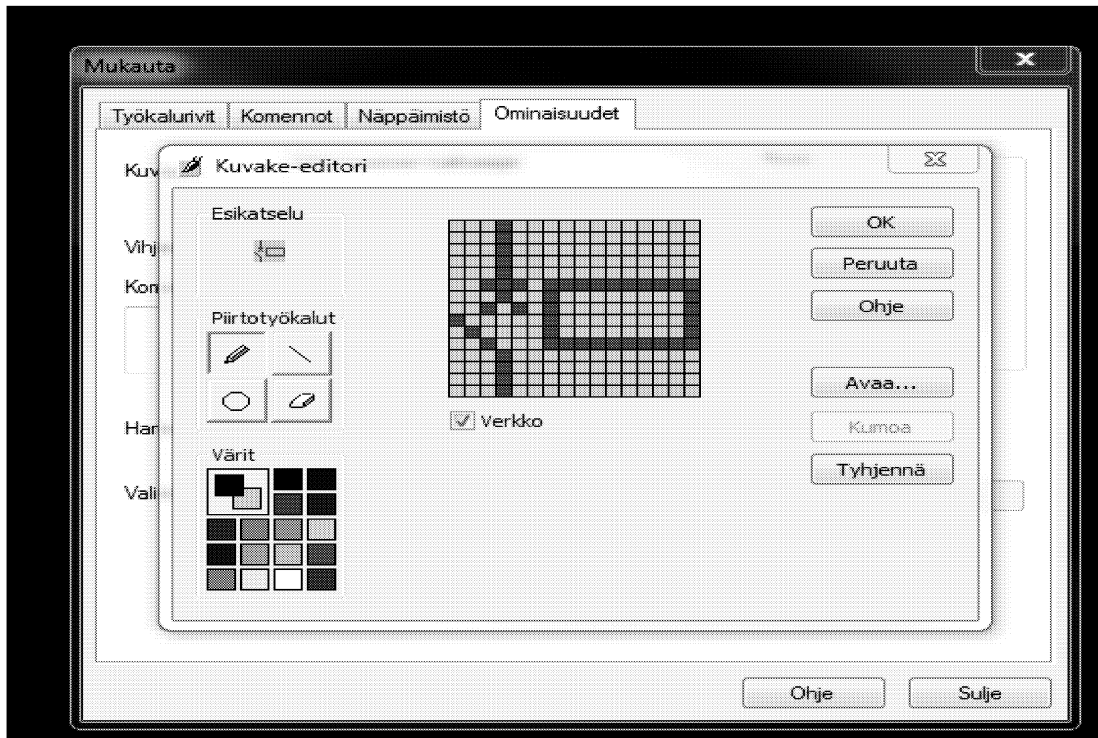 Mukauta
Työkalurivit Komennot Näppäimistö Ominaisuudet
Kuvake-editori
Esikatselu
Piirtotyökalut
Värit
Verkko
OK
Peruuta
Ohje
Avaa...
Kumoa
Tyhjennä
Ohje Sulje